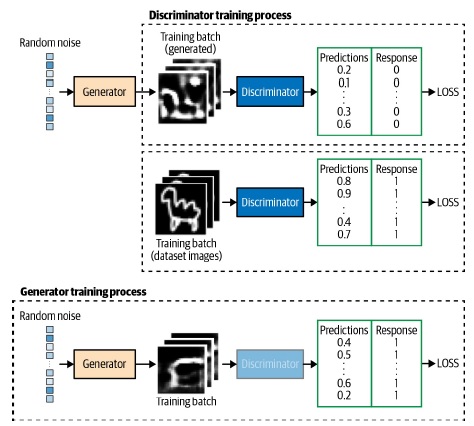 Discriminator training process
Random noise
Training batch
(generated)
Generator
Discriminator
Predictions Response
0.2 0
0.1 0
0.3 0
0.6 0
LOSS
Discriminator
Predictions Response
0.8 1
0.9 1
0.4 1
0.7 1
LOSS
Training batch
(dataset images)
Generator training process
Random noise
Generator
Training batch
Discriminator
Predictions Response
0.4 1
0.5 1
0.6 1
0.2 1
LOSS